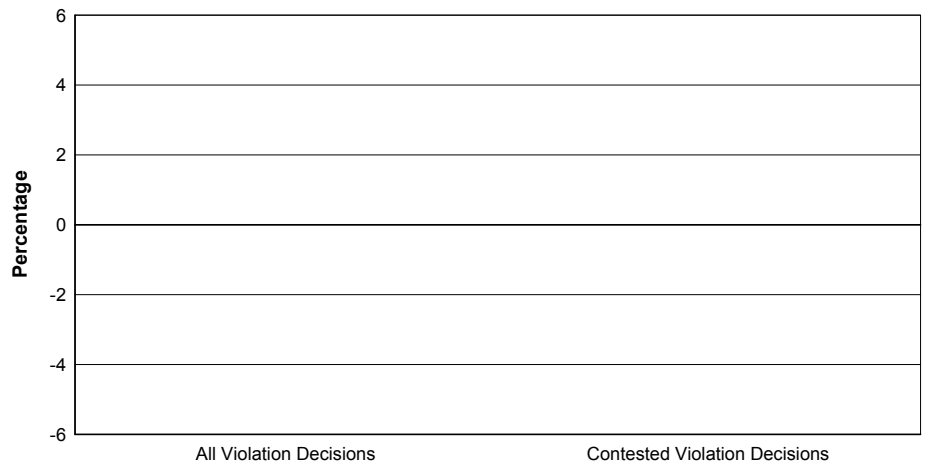 Percentage
6
4
2
0
-2
-4
-6
All Violation Decisions
Contested Violation Decisions